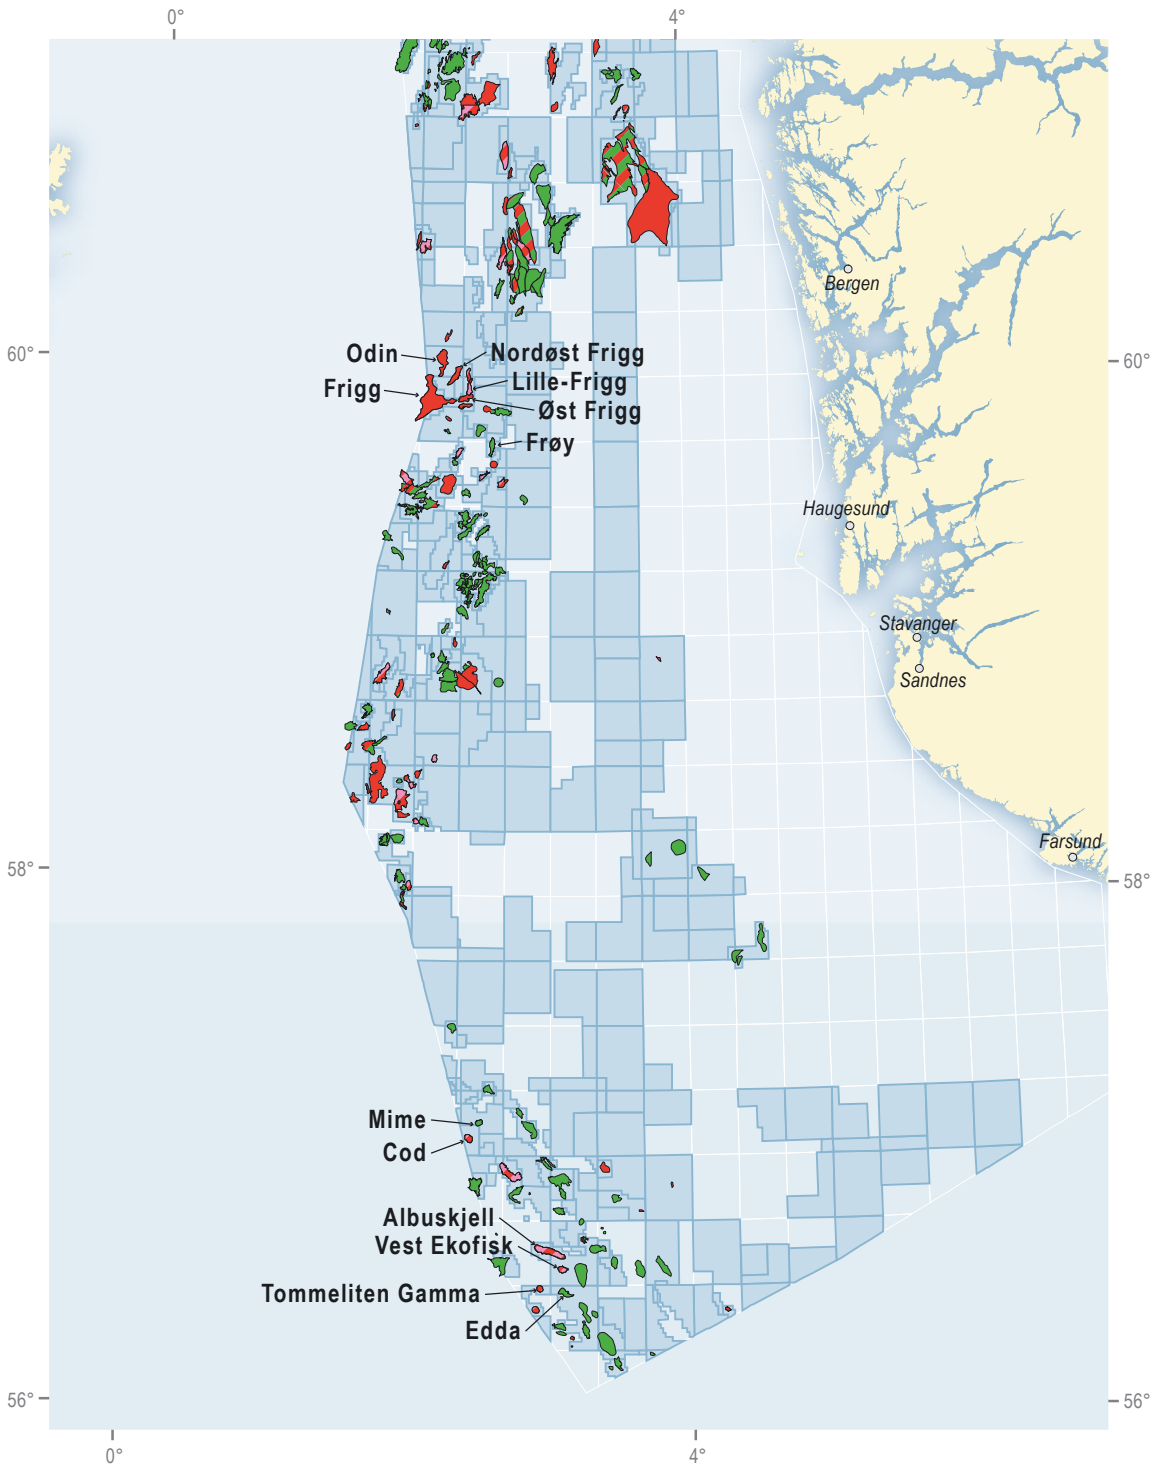 0°
4°
Bergen
60°
60°
Odin
Nordøst Frigg
Frigg
Lille-Frigg
Øst Frigg
Frøy
Haugesund
Stavanger
Sandnes
Farsund
58°
58°
Mime
Cod
Albuskjell
Vest Ekofisk
Tommeliten Gamma
Edda
56°
56°
0°
4°